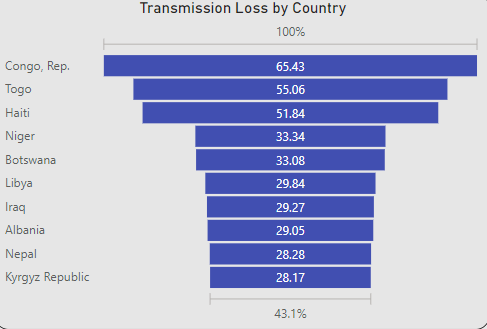 Transmission Loss by Country
100%
Congo, Rep. 65.43
Togo 55.06
Haiti 51.84
Niger 33.34
Botswana 33.08
Libya 29.84
Iraq 29.27
Albania 29.05
Nepal 28.28
Kyrgyz Republic 28.17
43.1%